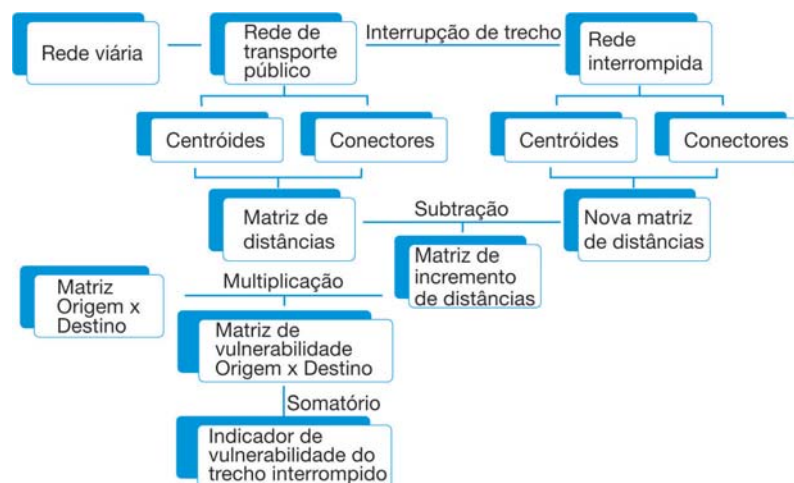 Rede viária
Rede de
transporte
público
Interrupção de trecho
Rede
interrompida
Centróides
Conectores
Centróides
Conectores
Matriz de
distâncias
Subtração
Nova matriz
de distâncias
Matriz de
incremento
de distâncias
Matriz
Origem x
Destino
Multiplicação
Matriz de
vulnerabilidade
Origem x Destino
Somatório
Indicador de
vulnerabilidade do
trecho interrompido